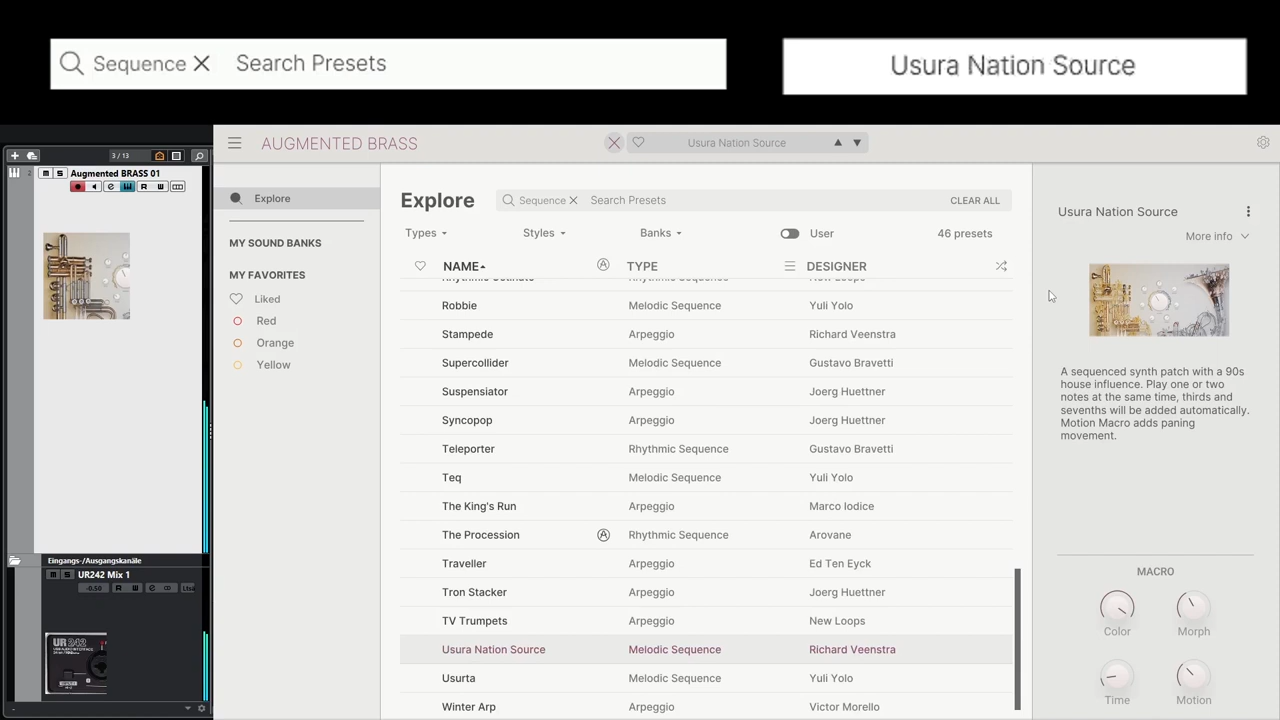 Sequence Search Presets
Usura Nation Source
3 / 13
AUGMENTED BRASS
Usura Nation Source
2 M S Augmented BRASS 01
R W
Explore
MY SOUND BANKS
MY FAVORITES
Liked
Red
Orange
Yellow
Explore
Sequence Search Presets CLEAR ALL
Types Styles Banks User 46 presets
NAME TYPE DESIGNER
Robbie Melodic Sequence Yuli Yolo
Stampede Arpeggio Richard Veenstra
Supercollider Melodic Sequence Gustavo Bravetti
Suspensiator Arpeggio Joerg Huettner
Syncopop Arpeggio Joerg Huettner
Teleporter Rhythmic Sequence Gustavo Bravetti
Teq Melodic Sequence Yuli Yolo
The King's Run Arpeggio Marco Iodice
The Procession Rhythmic Sequence Arovane
Traveller Arpeggio Ed Ten Eyck
Tron Stacker Arpeggio Joerg Huettner
TV Trumpets Arpeggio New Loops
Usura Nation Source Melodic Sequence Richard Veenstra
Usurta Melodic Sequence Yuli Yolo
Winter Arp Arpeggio Victor Morello
Usura Nation Source
More info
A sequenced synth patch with a 90s
house influence. Play one or two
notes at the same time, thirds and
sevenths will be added automatically.
Motion Macro adds paning
movement.
MACRO
Color Morph
Time Motion
Eingangs-/Ausgangskanäle
M S UR242 Mix 1
-0.58 R W
UR242